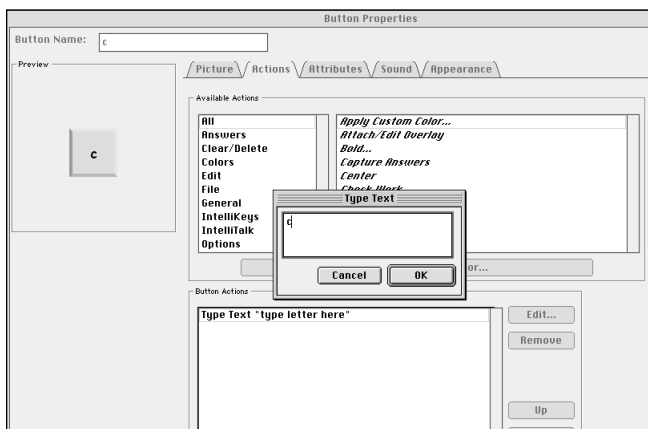 Button Properties
Button Name: c
Preview
c
Picture Actions Attributes Sound Appearance
Available Actions
All
Answers
Clear/Delete
Colors
Edit
File
General
IntelliKeys
IntelliTalk
Options
Apply Custom Color...
Attach/Edit Overlay
Bold...
Capture Answers
Center
Check Work
Type Text
c
Cancel OK
or...
Button Actions
Type Text "type letter here"
Edit...
Remove
Up